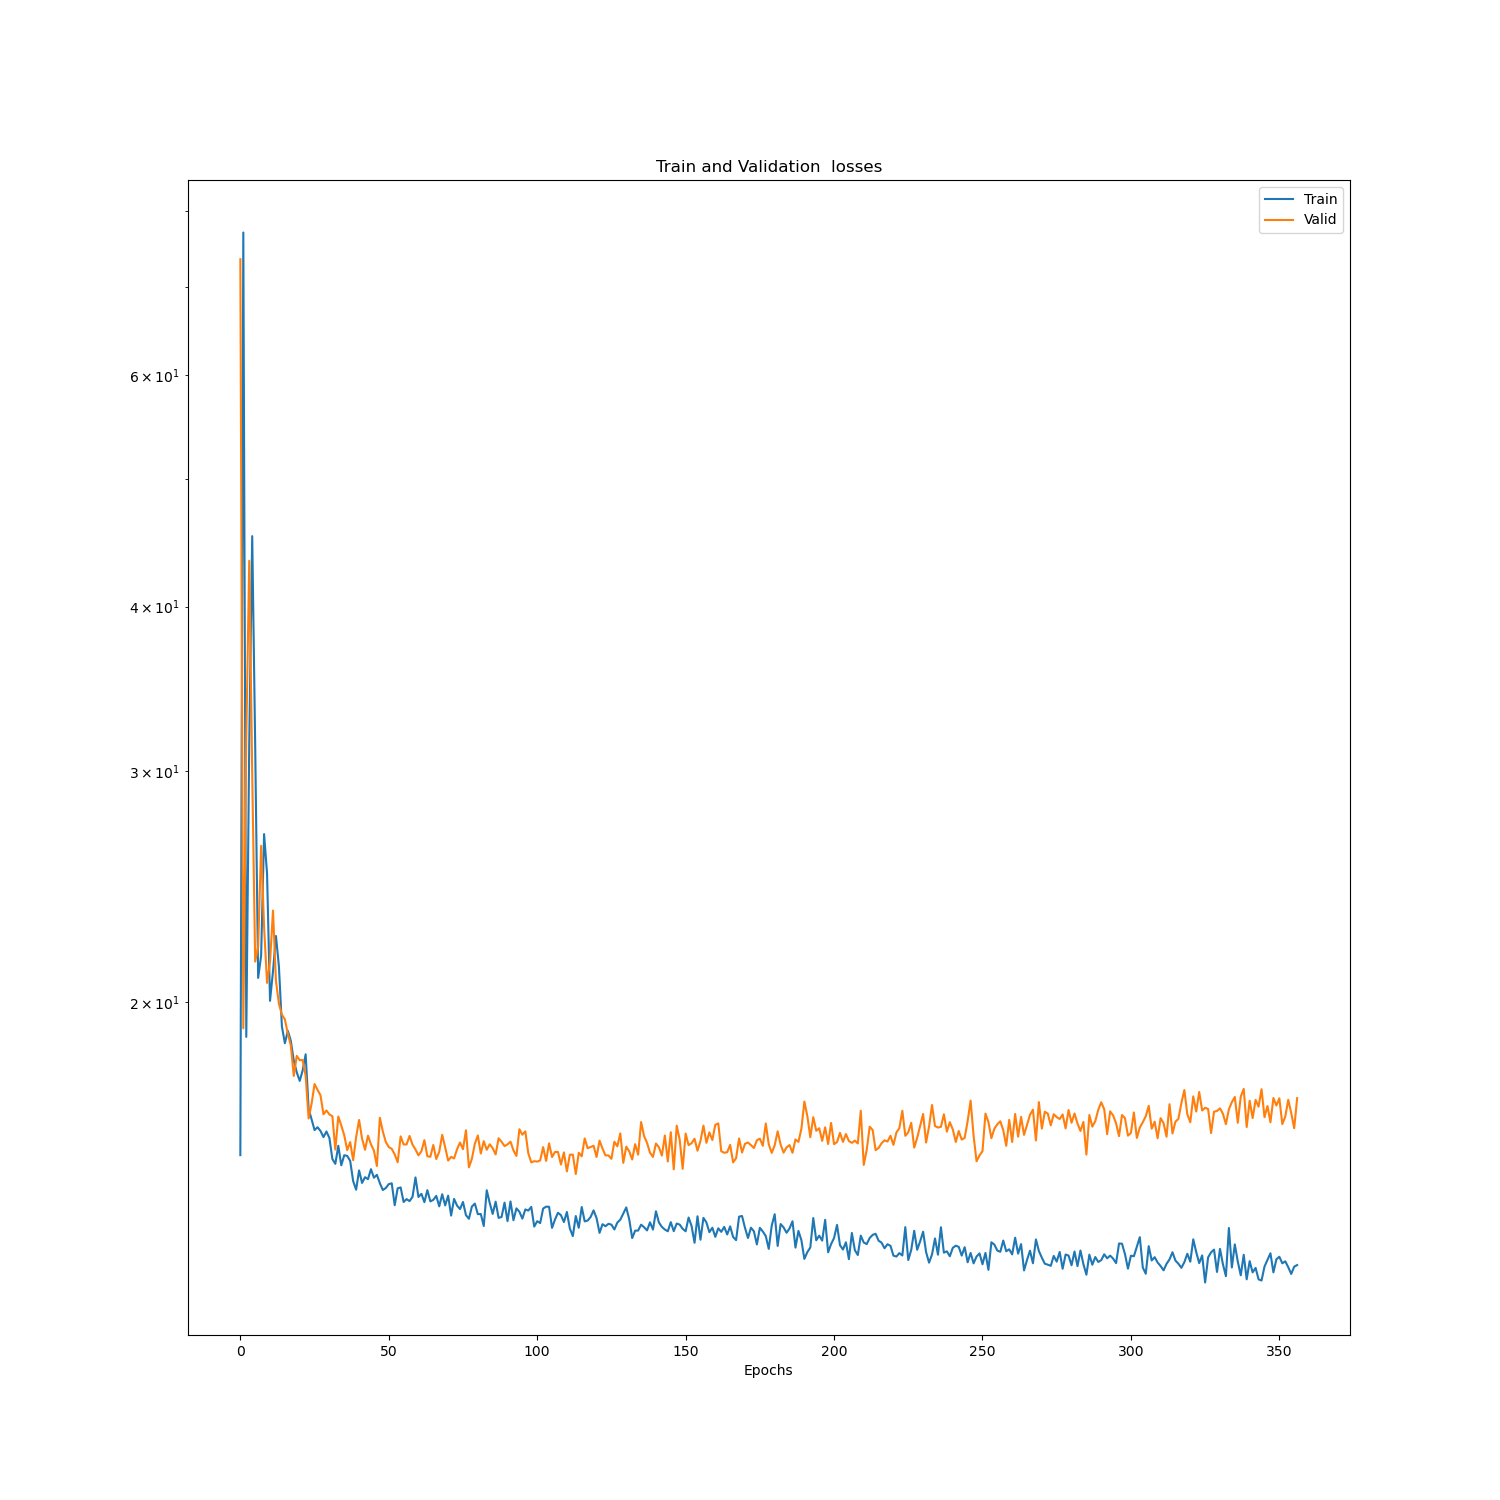 Train and Validation  losses
Train
Valid
6 × 10¹
4 × 10¹
3 × 10¹
2 × 10¹
0 50 100 150 200 250 300 350
Epochs